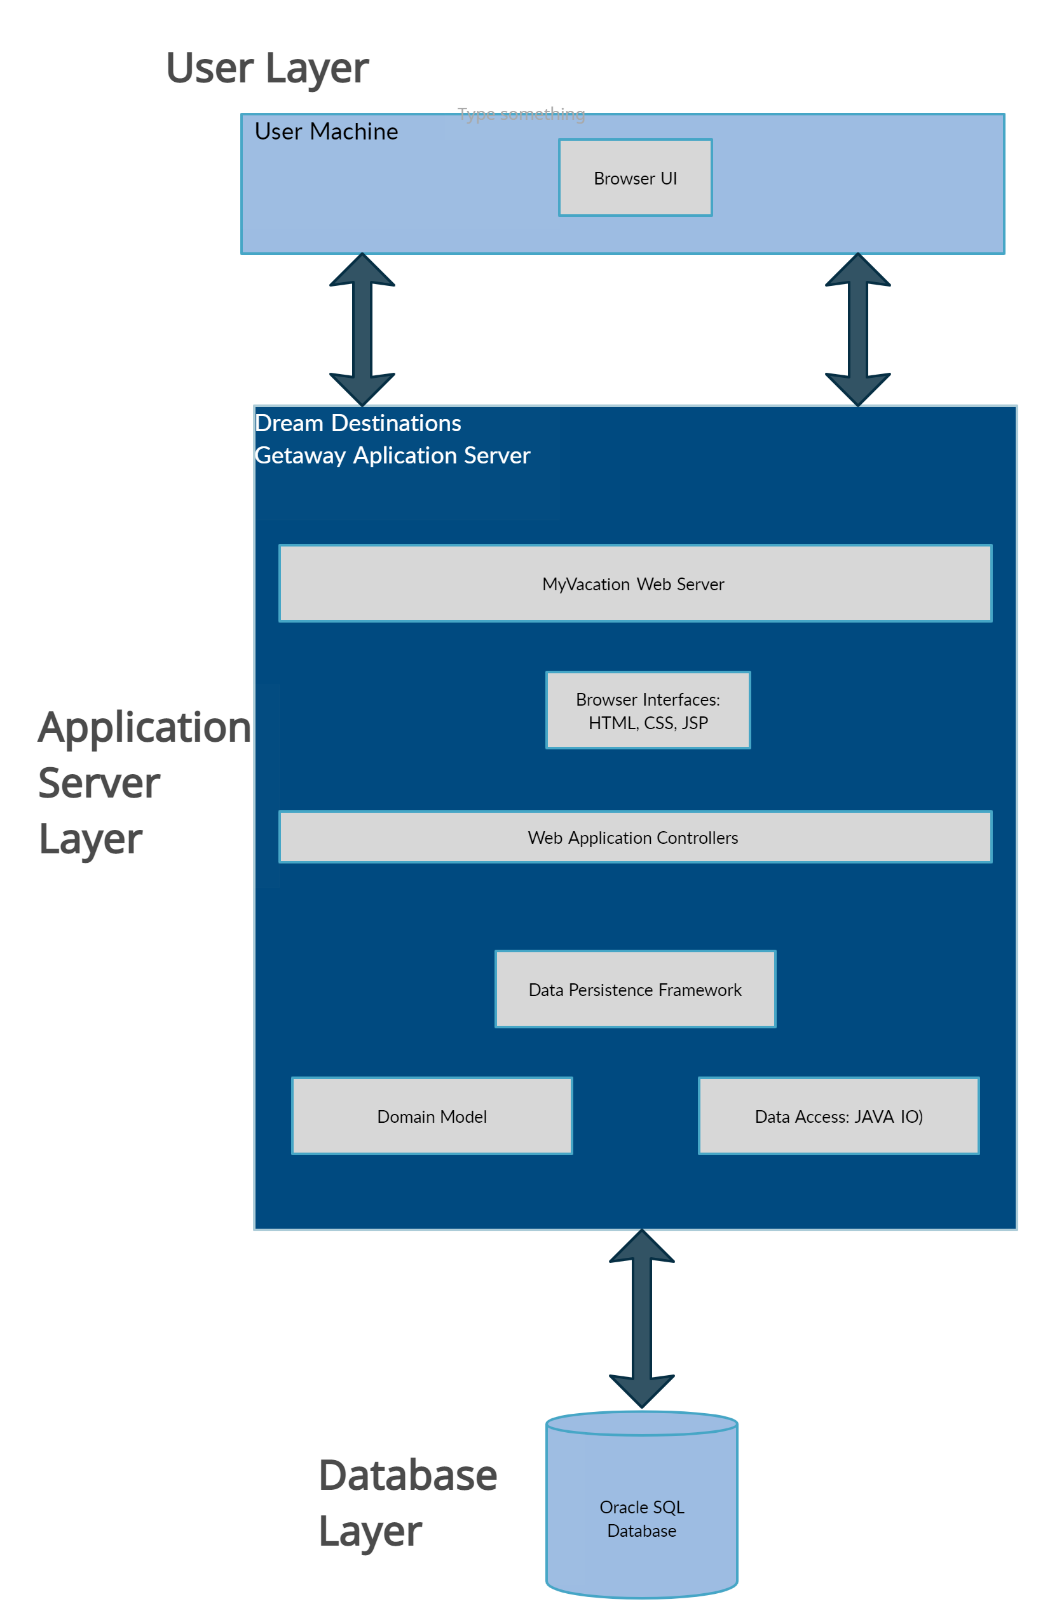 User Layer
Type something
User Machine
Browser UI
Dream Destinations
Getaway Aplication Server
MyVacation Web Server
Browser Interfaces:
HTML, CSS, JSP
Application
Server
Layer
Web Application Controllers
Data Persistence Framework
Domain Model
Data Access: JAVA IO)
Database
Layer
Oracle SQL
Database